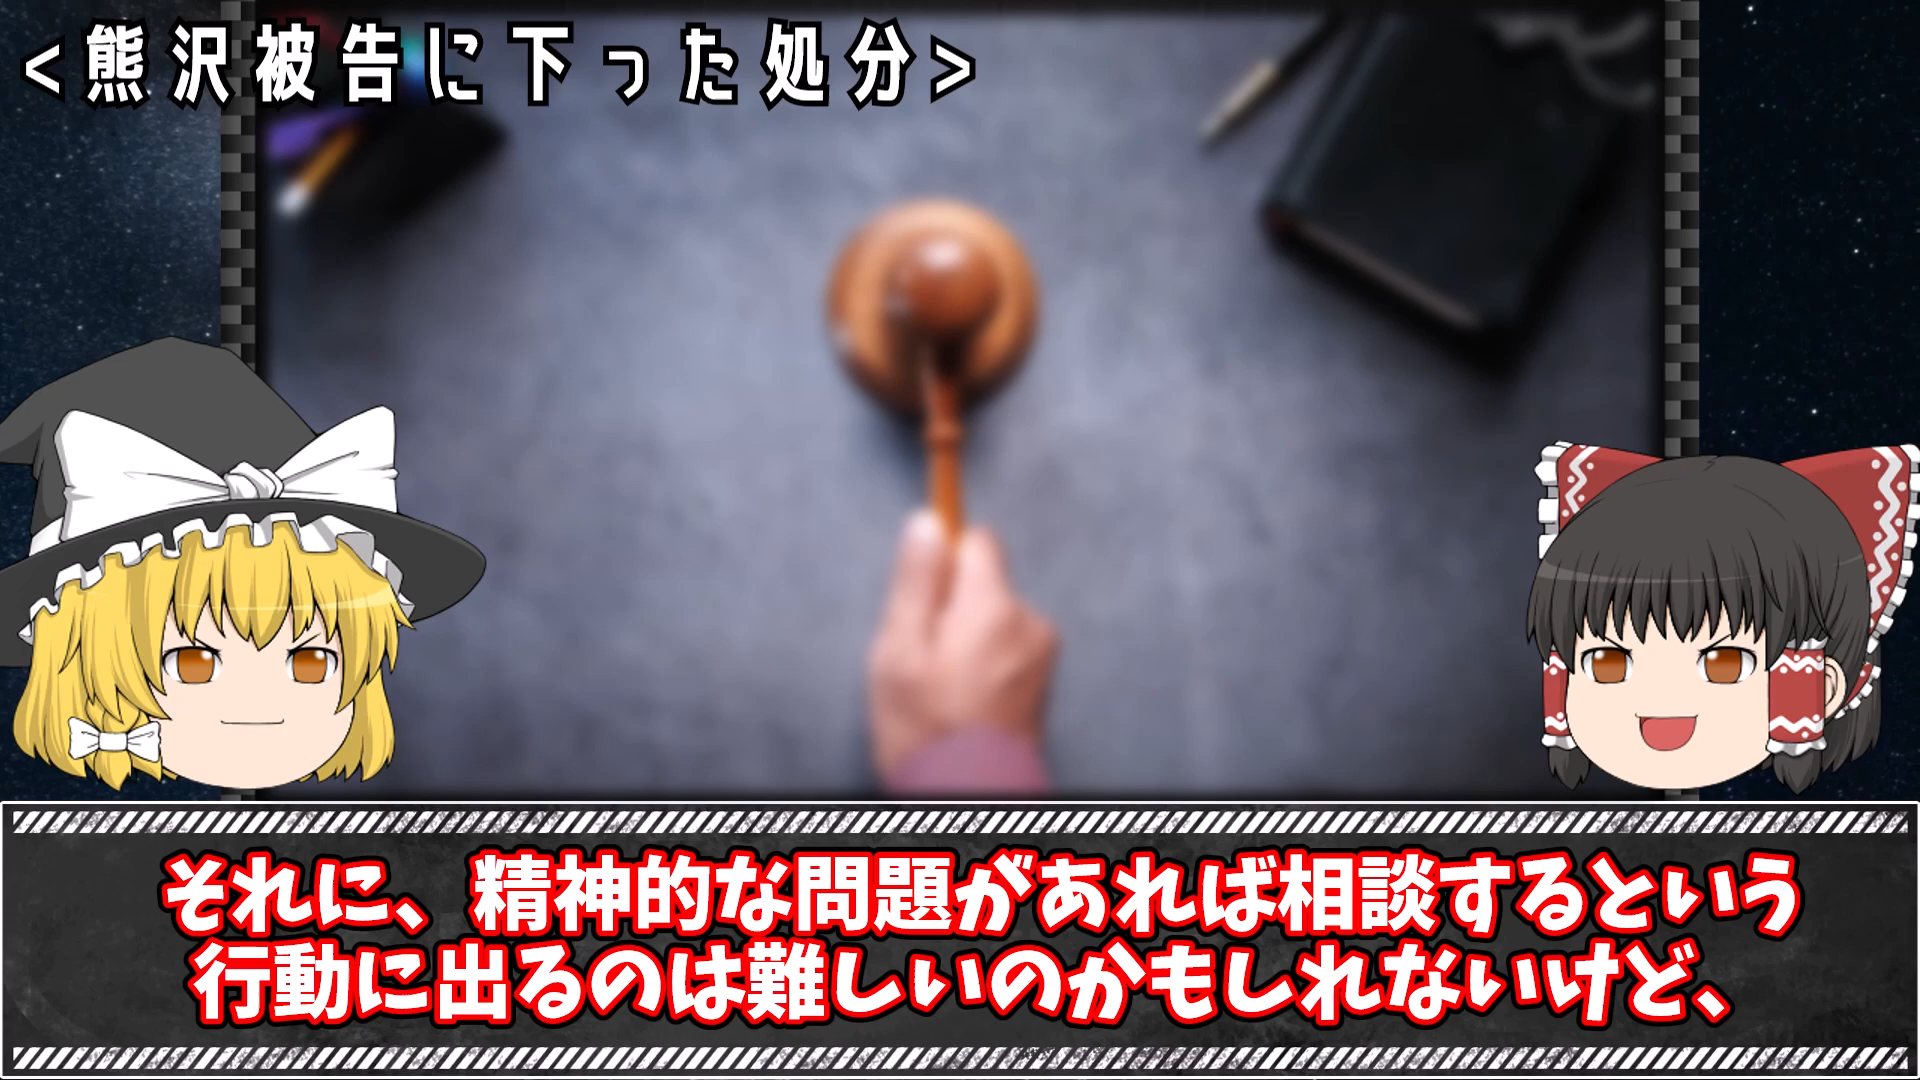 <熊沢被告に下った処分>
それに、精神的な問題があれば相談するという
行動に出るのは難しいのかもしれないけど、